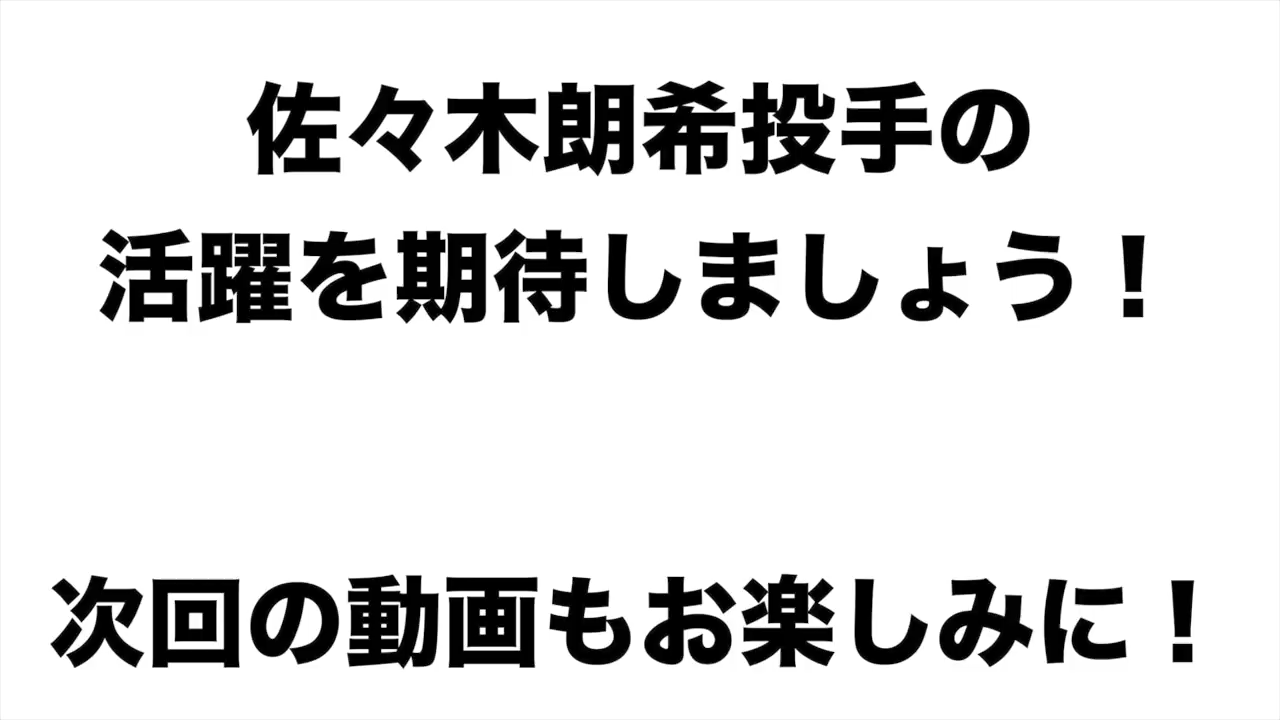 佐々木朗希投手の
活躍を期待しましょう！
次回の動画もお楽しみに！